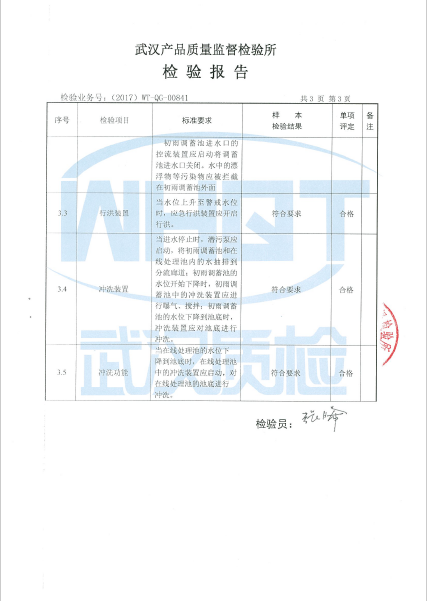 武汉产品质量监督检验所
检 验 报 告
检验业务号：（2017）WT-QG-00841 共 3 页 第 3 页
序号 检验项目 标准要求 样 本 检验结果 单项评定 备注
初雨调蓄池进水口的
控流装置应启动将调蓄
池进水口关闭。水中的漂
浮物等污染物应被拦截
在初雨调蓄池外面
3.3 行洪装置 当水位上升至警戒水位
时，应急行洪装置应开启
行洪。
符合要求 合格
3.4 冲洗装置 当进水停止时，潜污泵应
启动，将初雨调蓄池和在
线处理池内的水抽排到
分流廊道；初雨调蓄池的
水位开始下降时，初雨调
蓄池中的冲洗装置应进
行曝气、搅拌；初雨调蓄
池的水位下降到池底时，
冲洗装置应对池底进行
冲洗。
符合要求 合格
3.5 冲洗功能 当在线处理池的水位下
降到池底时，在线处理池
中的冲洗装置应启动，对
在线处理池的池底进行
冲洗。
符合要求 合格
检验员：
WHQT
武汉质检
检验所